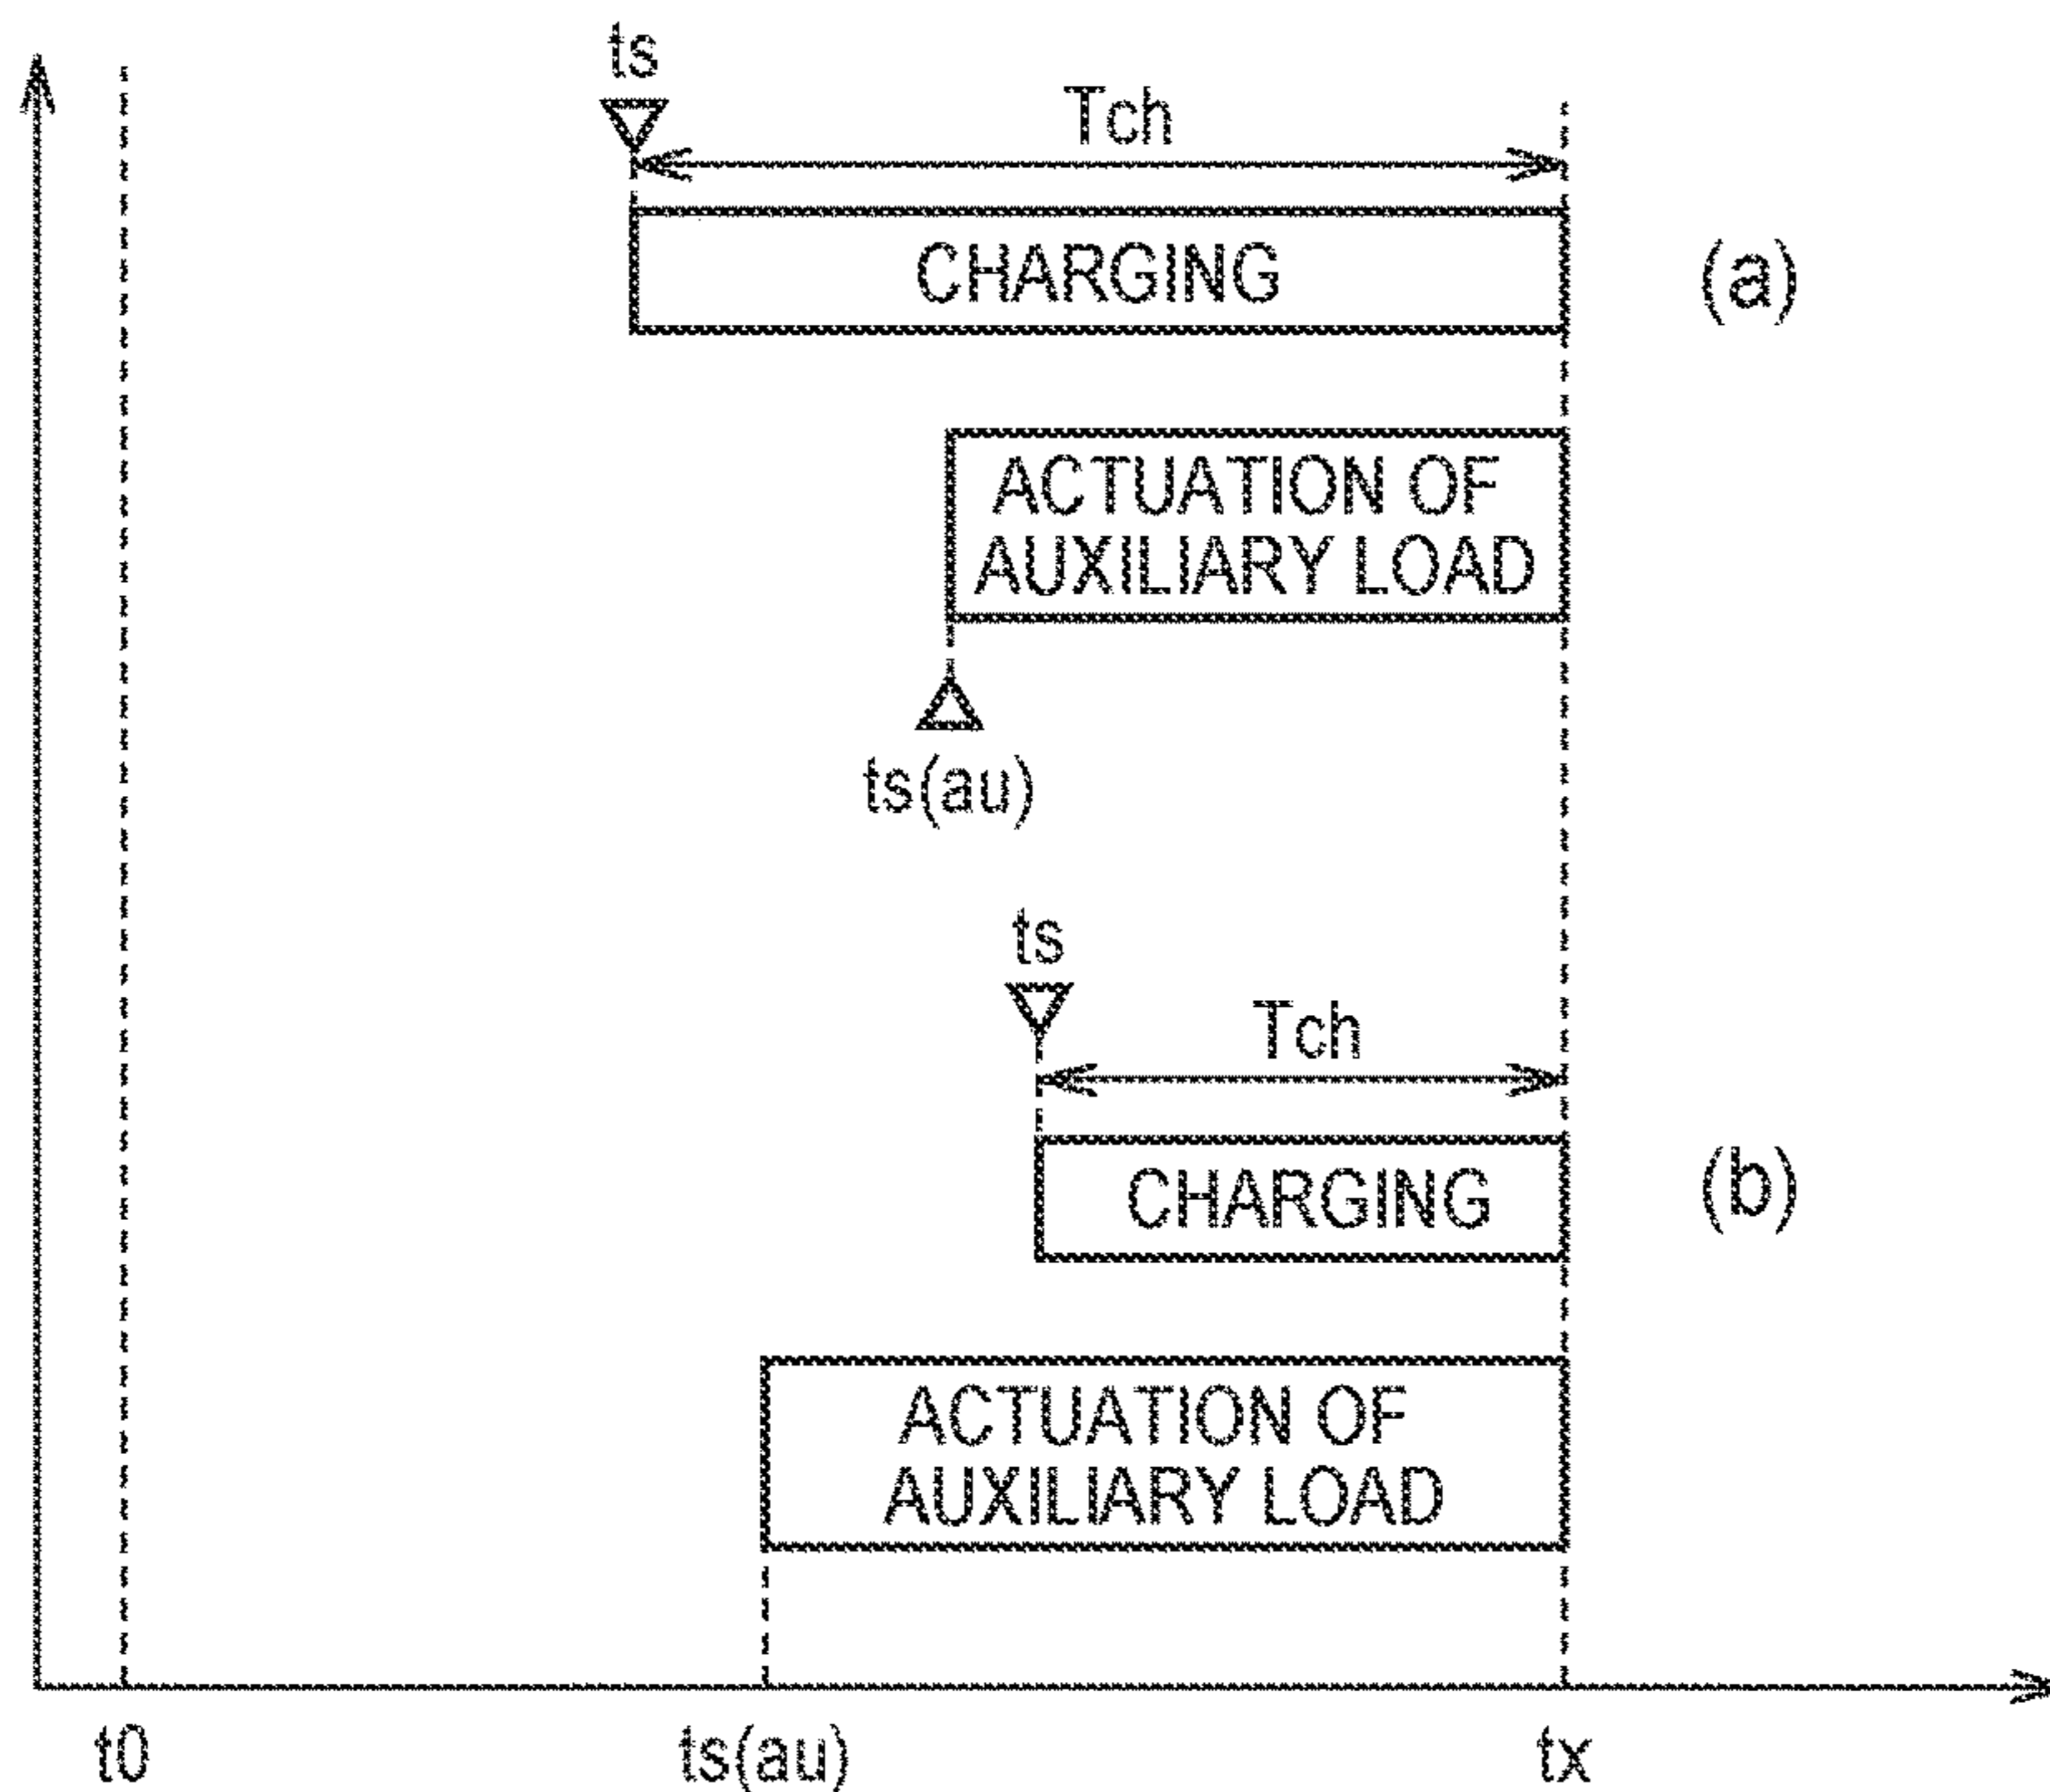 ts
Tch
CHARGING
(a)
ACTUATION OF
AUXILIARY LOAD
ts(au)
ts
Tch
CHARGING
(b)
ACTUATION OF
AUXILIARY LOAD
t0
ts(au)
tx